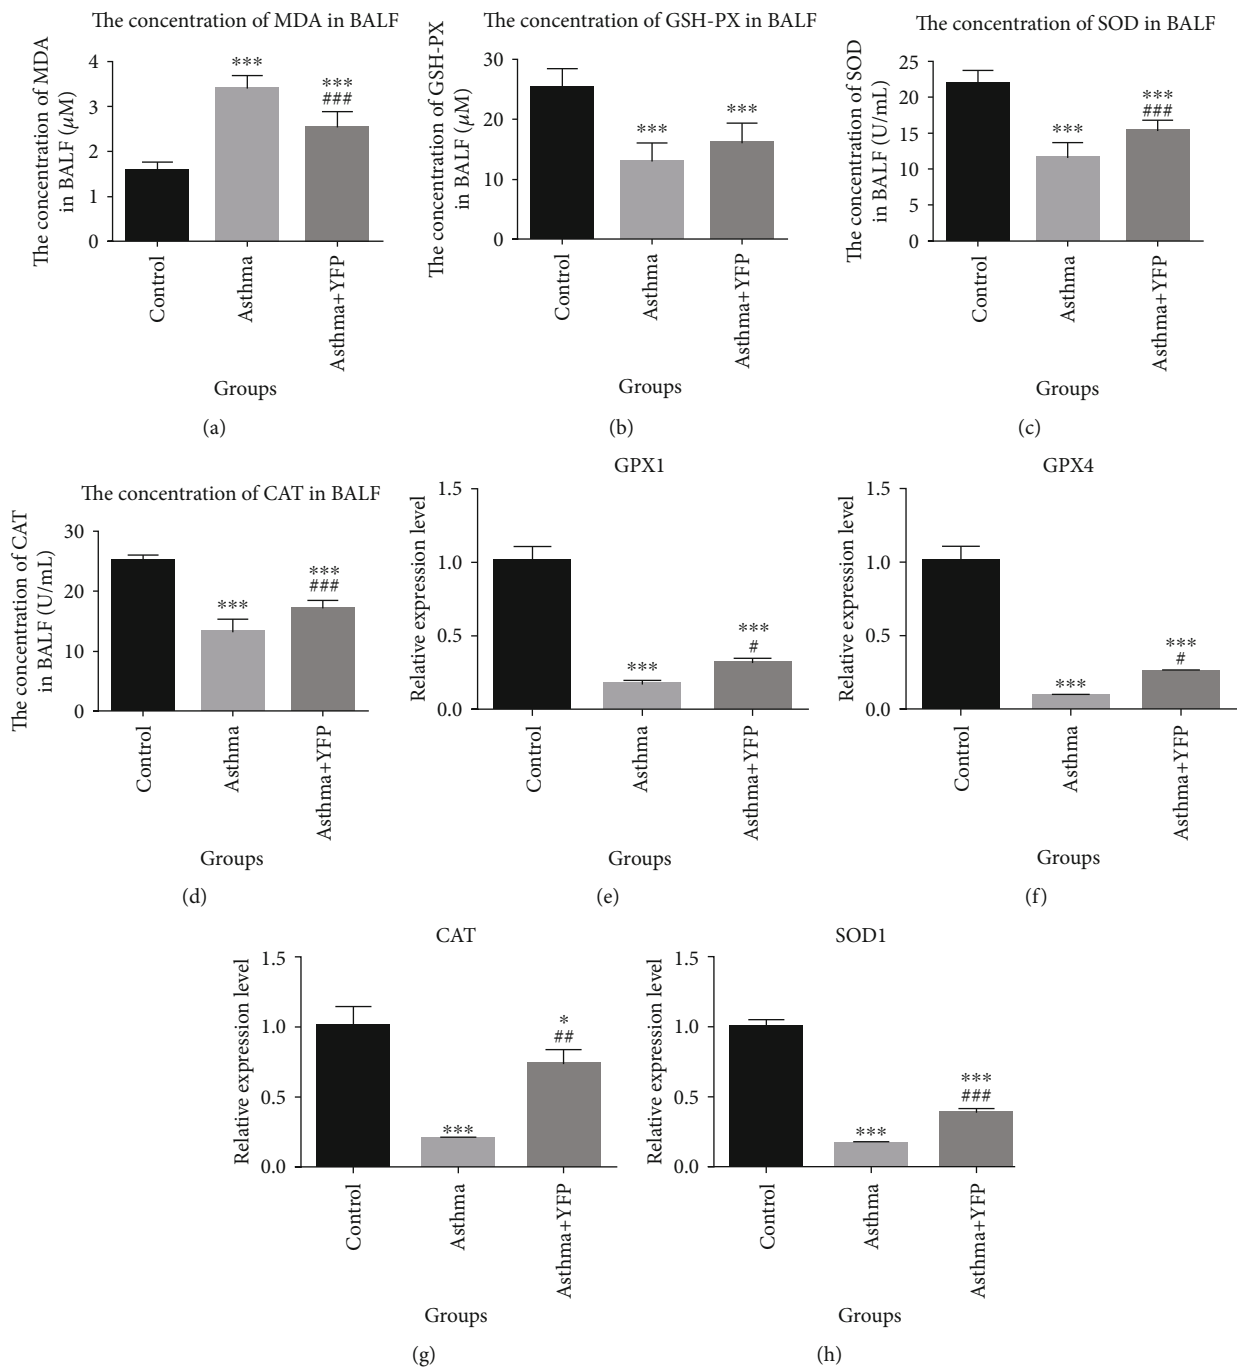 The concentration of MDA in BALF
The concentration of MDA
in BALF (μM)
4
3
2
1
0
***
***
###
Control
Asthma
Asthma+YFP
Groups
(a)
The concentration of GSH-PX in BALF
The concentration of GSH-PX
in BALF (μM)
30
20
10
0
***
***
Control
Asthma
Asthma+YFP
Groups
(b)
The concentration of SOD in BALF
The concentration of SOD
in BALF (U/mL)
25
20
15
10
5
0
***
***
###
Control
Asthma
Asthma+YFP
Groups
(c)
The concentration of CAT in BALF
The concentration of CAT
in BALF (U/mL)
30
20
10
0
***
***
###
Control
Asthma
Asthma+YFP
Groups
(d)
GPX1
Relative expression level
1.5
1.0
0.5
0.0
***
***
#
Control
Asthma
Asthma+YFP
Groups
(e)
GPX4
Relative expression level
1.5
1.0
0.5
0.0
***
***
#
Control
Asthma
Asthma+YFP
Groups
(f)
CAT
Relative expression level
1.5
1.0
0.5
0.0
***
*
##
Control
Asthma
Asthma+YFP
Groups
(g)
SOD1
Relative expression level
1.5
1.0
0.5
0.0
***
***
###
Control
Asthma
Asthma+YFP
Groups
(h)